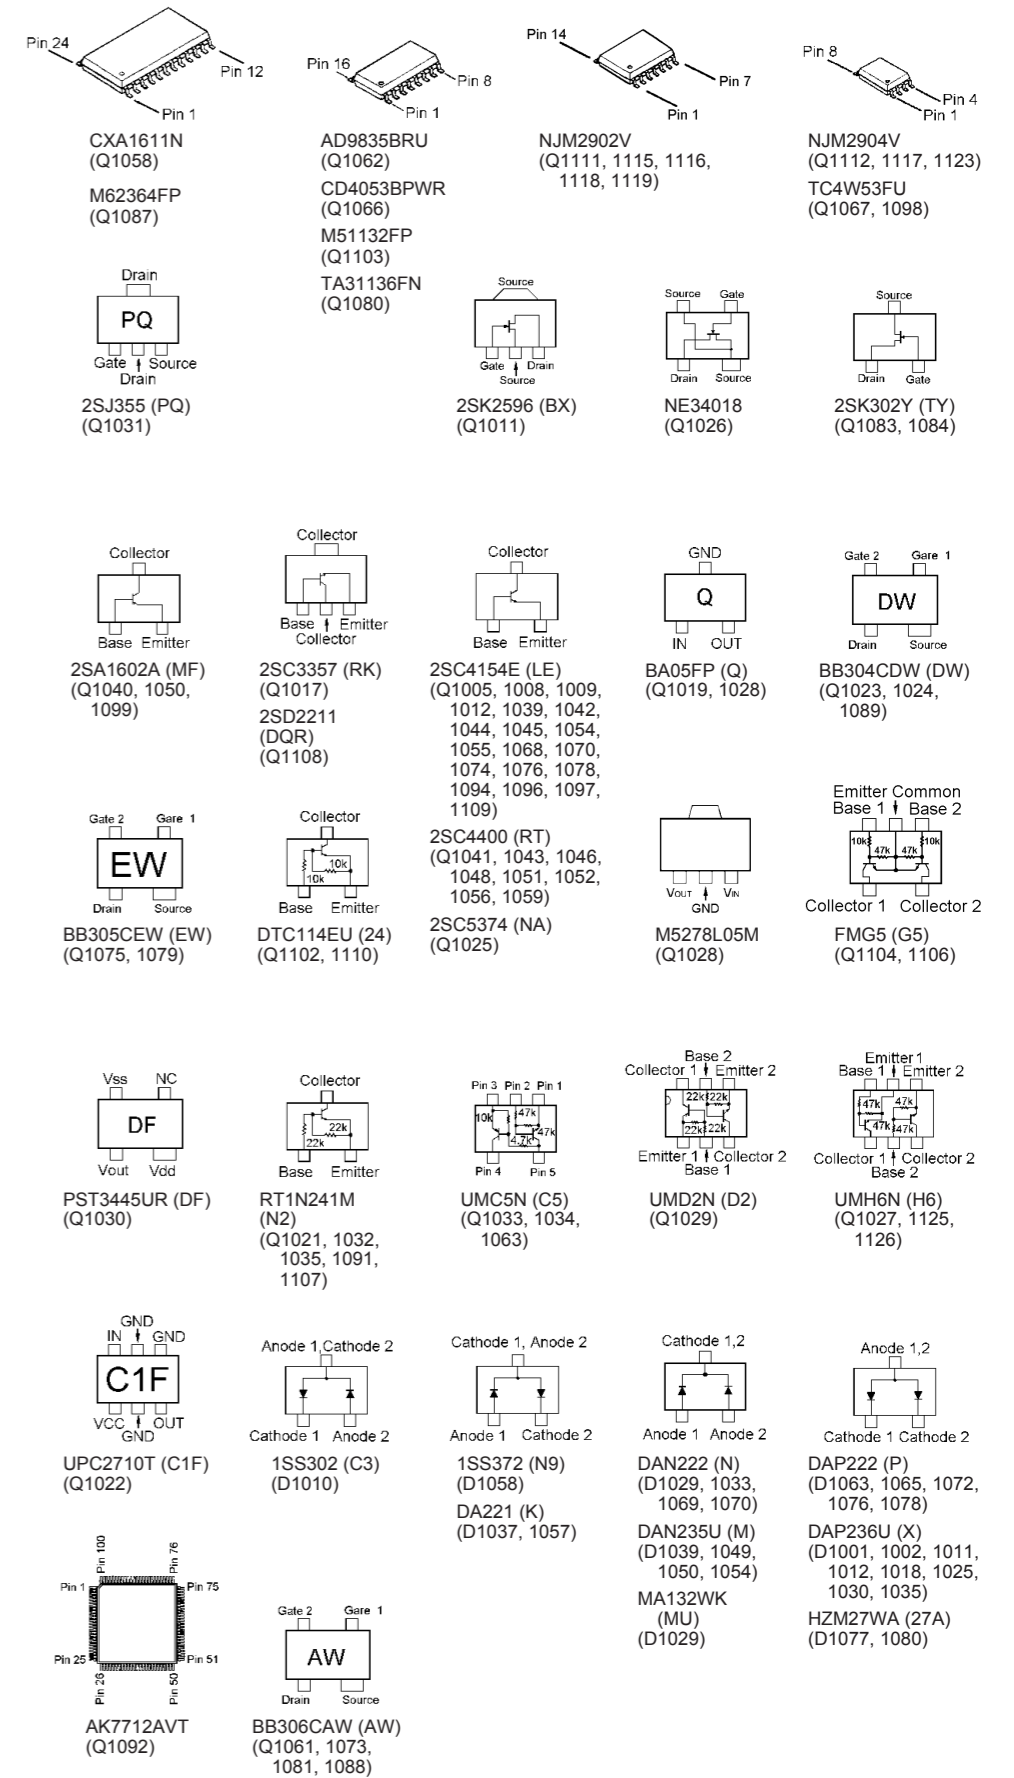 Pin 24
Pin 12
Pin 1
CXA1611N
(Q1058)
M62364FP
(Q1087)
Pin 16
Pin 8
Pin 1
AD9835BRU
(Q1062)
CD4053BPWR
(Q1066)
M51132FP
(Q1103)
TA31136FN
(Q1080)
Pin 14
Pin 7
Pin 1
NJM2902V
(Q1111, 1115, 1116,
1118, 1119)
Pin 8
Pin 4
Pin 1
NJM2904V
(Q1112, 1117, 1123)
TC4W53FU
(Q1067, 1098)
Drain
PQ
Gate Source
Drain
2SJ355 (PQ)
(Q1031)
Source
Gate Drain
Source
2SK2596 (BX)
(Q1011)
Source Gate
Drain Source
NE34018
(Q1026)
Source
Drain Gate
2SK302Y (TY)
(Q1083, 1084)
Collector
Base Emitter
2SA1602A (MF)
(Q1040, 1050,
1099)
Collector
Base Emitter
Collector
2SC3357 (RK)
(Q1017)
2SD2211
(DQR)
(Q1108)
Collector
Base Emitter
2SC4154E (LE)
(Q1005, 1008, 1009,
1012, 1039, 1042,
1044, 1045, 1054,
1055, 1068, 1070,
1074, 1076, 1078,
1094, 1096, 1097,
1109)
2SC4400 (RT)
(Q1041, 1043, 1046,
1048, 1051, 1052,
1056, 1059)
2SC5374 (NA)
(Q1025)
GND
Q
IN OUT
BA05FP (Q)
(Q1019, 1028)
Gate 2 Gare 1
DW
Drain Source
BB304CDW (DW)
(Q1023, 1024,
1089)
Gate 2 Gare 1
EW
Drain Source
BB305CEW (EW)
(Q1075, 1079)
Collector
10k
10k
Base Emitter
DTC114EU (24)
(Q1102, 1110)
VOUT VIN
GND
M5278L05M
(Q1028)
Emitter Common
Base 1 Base 2
10k 10k
47k 47k
Collector 1 Collector 2
FMG5 (G5)
(Q1104, 1106)
Vss NC
DF
Vout Vdd
PST3445UR (DF)
(Q1030)
Collector
22k
22k
Base Emitter
RT1N241M
(N2)
(Q1021, 1032,
1035, 1091,
1107)
Pin 3 Pin 2 Pin 1
10k 47k
47k
4.7k
Pin 4 Pin 5
UMC5N (C5)
(Q1033, 1034,
1063)
Base 2
Collector 1 Emitter 2
22k 22k
22k 22k
Emitter 1 Collector 2
Base 1
UMD2N (D2)
(Q1029)
Emitter1
Base 1 Emitter 2
47k 47k
47k 47k
Collector 1 Collector 2
Base 2
UMH6N (H6)
(Q1027, 1125,
1126)
GND
IN GND
C1F
VCC OUT
GND
UPC2710T (C1F)
(Q1022)
Anode 1,Cathode 2
Cathode 1 Anode 2
1SS302 (C3)
(D1010)
Cathode 1, Anode 2
Anode 1 Cathode 2
1SS372 (N9)
(D1058)
DA221 (K)
(D1037, 1057)
Cathode 1,2
Anode 1 Anode 2
DAN222 (N)
(D1029, 1033,
1069, 1070)
DAN235U (M)
(D1039, 1049,
1050, 1054)
MA132WK
(MU)
(D1029)
Anode 1,2
Cathode 1 Cathode 2
DAP222 (P)
(D1063, 1065, 1072,
1076, 1078)
DAP236U (X)
(D1001, 1002, 1011,
1012, 1018, 1025,
1030, 1035)
HZM27WA (27A)
(D1077, 1080)
Pin 100
Pin 76
Pin 1
Pin 75
Pin 25
Pin 51
Pin 26
Pin 50
AK7712AVT
(Q1092)
Gate 2 Gare 1
AW
Drain Source
BB306CAW (AW)
(Q1061, 1073,
1081, 1088)